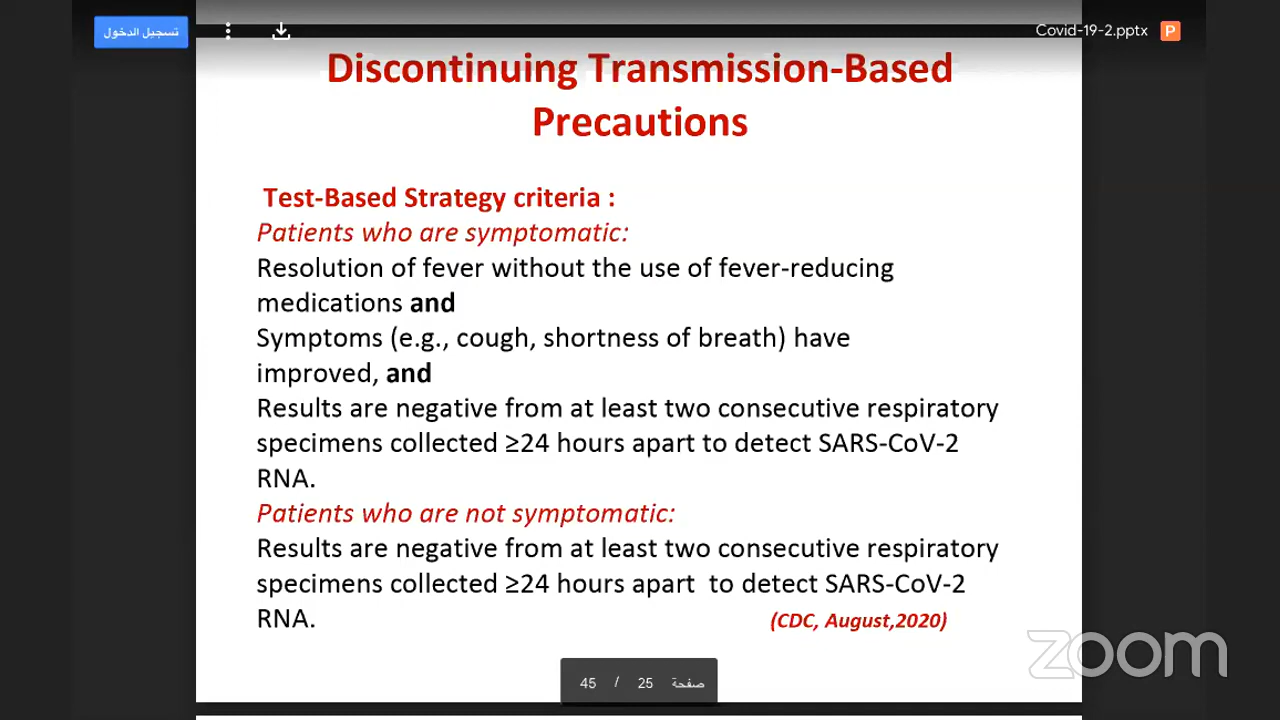 تسجيل الدخول
Covid-19-2.pptx P
Discontinuing Transmission-Based
Precautions
Test-Based Strategy criteria :
Patients who are symptomatic:
Resolution of fever without the use of fever-reducing
medications and
Symptoms (e.g., cough, shortness of breath) have
improved, and
Results are negative from at least two consecutive respiratory
specimens collected ≥24 hours apart to detect SARS-CoV-2
RNA.
Patients who are not symptomatic:
Results are negative from at least two consecutive respiratory
specimens collected ≥24 hours apart  to detect SARS-CoV-2
RNA.
(CDC, August,2020)
zoom
صفحة 25 / 45